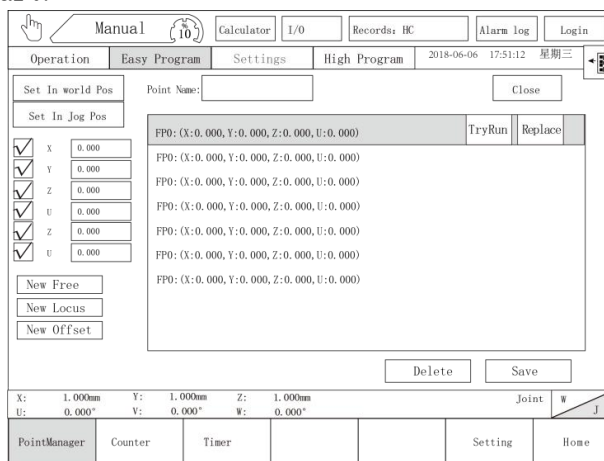 Manual
%
10
Calculator
I/0
Records: HC
Alarm log
Login
Operation
Easy Program
Settings
High Program
2018-06-06 17:51:12 星期三
Set In world Pos
Point Name:
Close
Set In Jog Pos
FP0:(X:0.000,Y:0.000,Z:0.000,U:0.000)
TryRun
Replace
X 0.000
FP0:(X:0.000,Y:0.000,Z:0.000,U:0.000)
Y 0.000
FP0:(X:0.000,Y:0.000,Z:0.000,U:0.000)
Z 0.000
FP0:(X:0.000,Y:0.000,Z:0.000,U:0.000)
U 0.000
FP0:(X:0.000,Y:0.000,Z:0.000,U:0.000)
Z 0.000
FP0:(X:0.000,Y:0.000,Z:0.000,U:0.000)
U 0.000
FP0:(X:0.000,Y:0.000,Z:0.000,U:0.000)
New Free
New Locus
New Offset
Delete
Save
X: 1.000mm Y: 1.000mm Z: 1.000mm
Joint
W
J
U: 0.000° V: 0.000° W: 0.000°
PointManager
Counter
Timer
Setting
Home